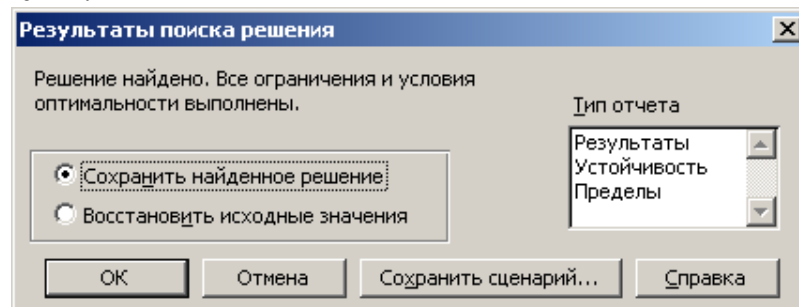 Результаты поиска решения
Решение найдено. Все ограничения и условия
оптимальности выполнены.
Тип отчета
Результаты
Устойчивость
Пределы
Сохранить найденное решение
Восстановить исходные значения
ОК
Отмена
Сохранить сценарий...
Справка